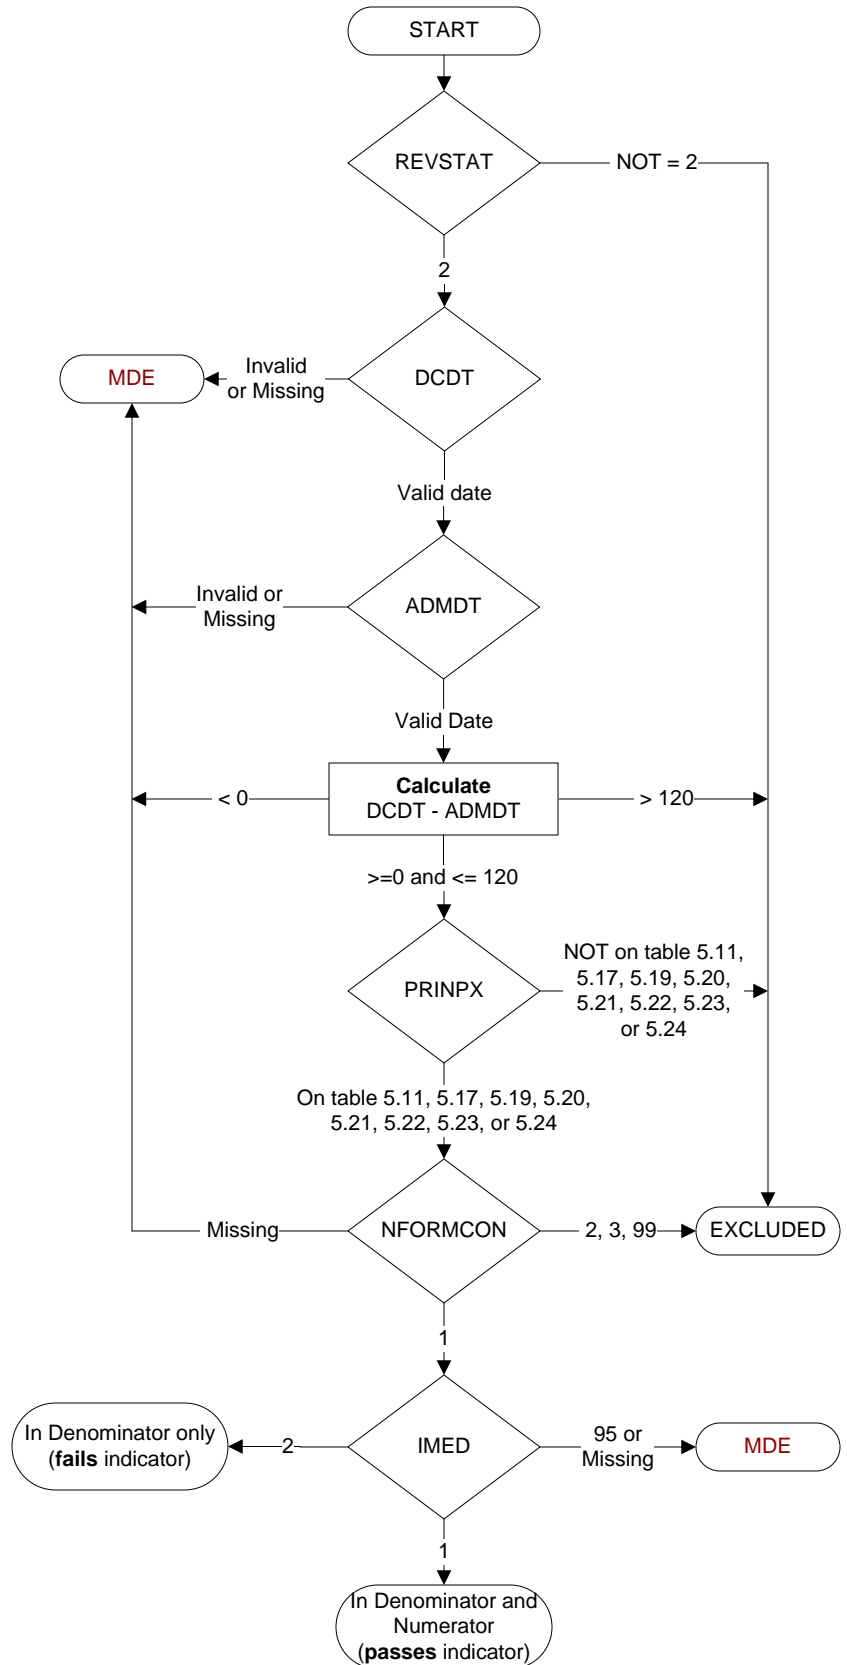 START
REVSTAT
NOT = 2
2
DCDT
Invalid
or Missing
MDE
Valid date
ADMDT
Invalid or
Missing
Valid Date
Calculate
DCDT - ADMDT
< 0
> 120
>=0 and <= 120
PRINPX
NOT on table 5.11,
5.17, 5.19, 5.20,
5.21, 5.22, 5.23,
or 5.24
On table 5.11, 5.17, 5.19, 5.20,
5.21, 5.22, 5.23, or 5.24
Missing
NFORMCON
2, 3, 99
EXCLUDED
1
In Denominator only
(fails indicator)
2
IMED
95 or
Missing
MDE
1
In Denominator and
Numerator
(passes indicator)